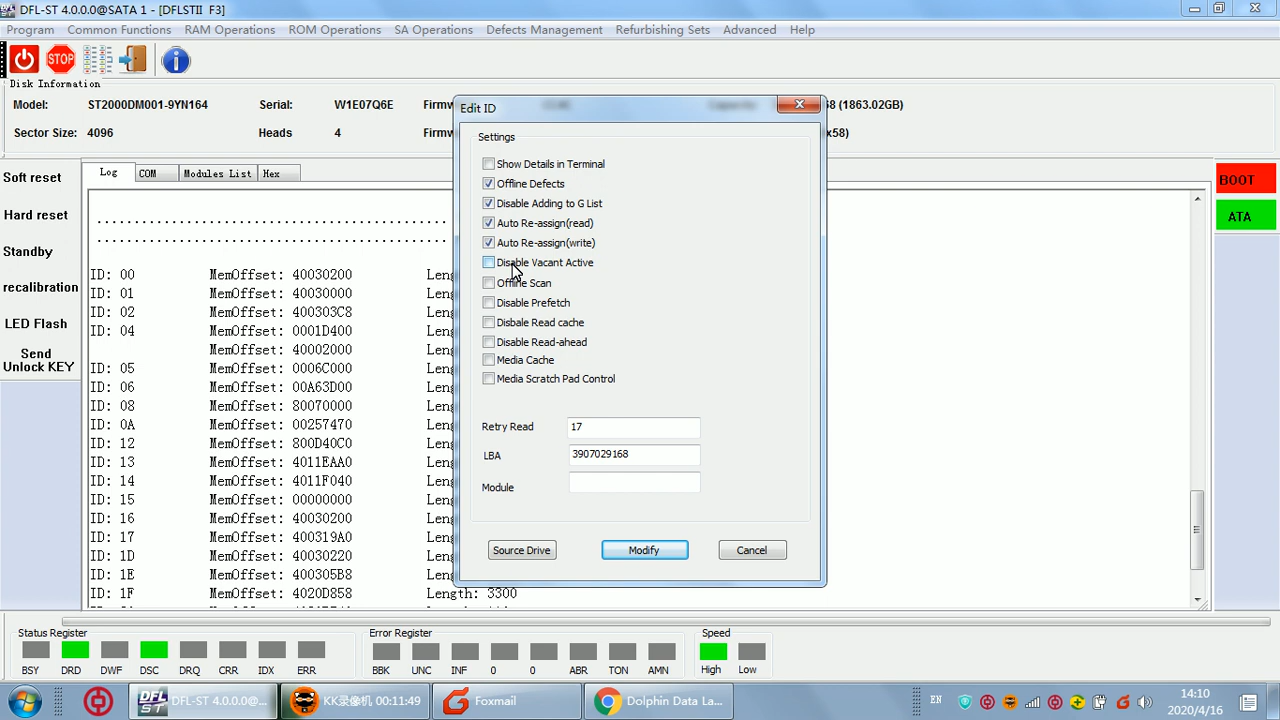 DFL-ST 4.0.0.0@SATA 1 - [DFLSTII F3]
Program Common Functions RAM Operations ROM Operations SA Operations Defects Management Refurbishing Sets Advanced Help
STOP
Disk Information
Model: ST2000DM001-9YN164 Serial: W1E07Q6E Firmw 68 (1863.02GB)
Sector Size: 4096 Heads 4 Firmw x58)
Soft reset
Hard reset
Standby
recalibration
LED Flash
Send
Unlock KEY
Log COM Modules List Hex
ID: 00 MemOffset: 40030200 Leng
ID: 01 MemOffset: 40030000 Leng
ID: 02 MemOffset: 400303C8 Leng
ID: 04 MemOffset: 0001D400 Leng
MemOffset: 40002000 Leng
ID: 05 MemOffset: 0006C000 Leng
ID: 06 MemOffset: 00A63D00 Leng
ID: 08 MemOffset: 80070000 Leng
ID: 0A MemOffset: 00257470 Leng
ID: 12 MemOffset: 800D40C0 Leng
ID: 13 MemOffset: 4011EAA0 Leng
ID: 14 MemOffset: 4011F040 Leng
ID: 15 MemOffset: 00000000 Leng
ID: 16 MemOffset: 40030200 Leng
ID: 17 MemOffset: 400319A0 Leng
ID: 1D MemOffset: 40030220 Leng
ID: 1E MemOffset: 400305B8 Leng
ID: 1F MemOffset: 4020D858 Length: 3300
Edit ID
Settings
Show Details in Terminal
Offline Defects
Disable Adding to G List
Auto Re-assign(read)
Auto Re-assign(write)
Disable Vacant Active
Offline Scan
Disable Prefetch
Disbale Read cache
Disable Read-ahead
Media Cache
Media Scratch Pad Control
Retry Read 17
LBA 3907029168
Module
Source Drive Modify Cancel
BOOT
ATA
Status Register Error Register Speed
BSY DRD DWF DSC DRQ CRR IDX ERR BBK UNC INF 0 0 ABR TON AMN High Low
DFL ST DFL-ST 4.0.0.0@... KK录像机 00:11:49 Foxmail Dolphin Data La... EN 14:10
2020/4/16